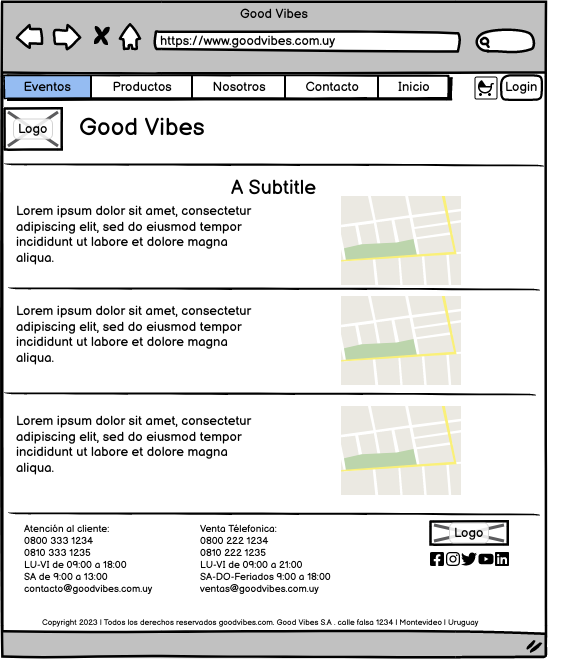 Good Vibes
https://www.goodvibes.com.uy
Eventos Productos Nosotros Contacto Inicio Login
Logo Good Vibes
A Subtitle
Lorem ipsum dolor sit amet, consectetur
adipiscing elit, sed do eiusmod tempor
incididunt ut labore et dolore magna
aliqua.
Lorem ipsum dolor sit amet, consectetur
adipiscing elit, sed do eiusmod tempor
incididunt ut labore et dolore magna
aliqua.
Lorem ipsum dolor sit amet, consectetur
adipiscing elit, sed do eiusmod tempor
incididunt ut labore et dolore magna
aliqua.
Atenciòn al cliente:
0800 333 1234
0810 333 1235
LU-VI de 09:00 a 18:00
SA de 9:00 a 13:00
contacto@goodvibes.com.uy
Venta Télefonica:
0800 222 1234
0810 222 1235
LU-VI de 09:00 a 21:00
SA-DO-Feriados 9:00 a 18:00
ventas@goodvibes.com.uy
Logo
Copyright 2023 | Todos los derechos reservados goodvibes.com. Good Vibes S.A . calle falsa 1234 | Montevideo | Uruguay